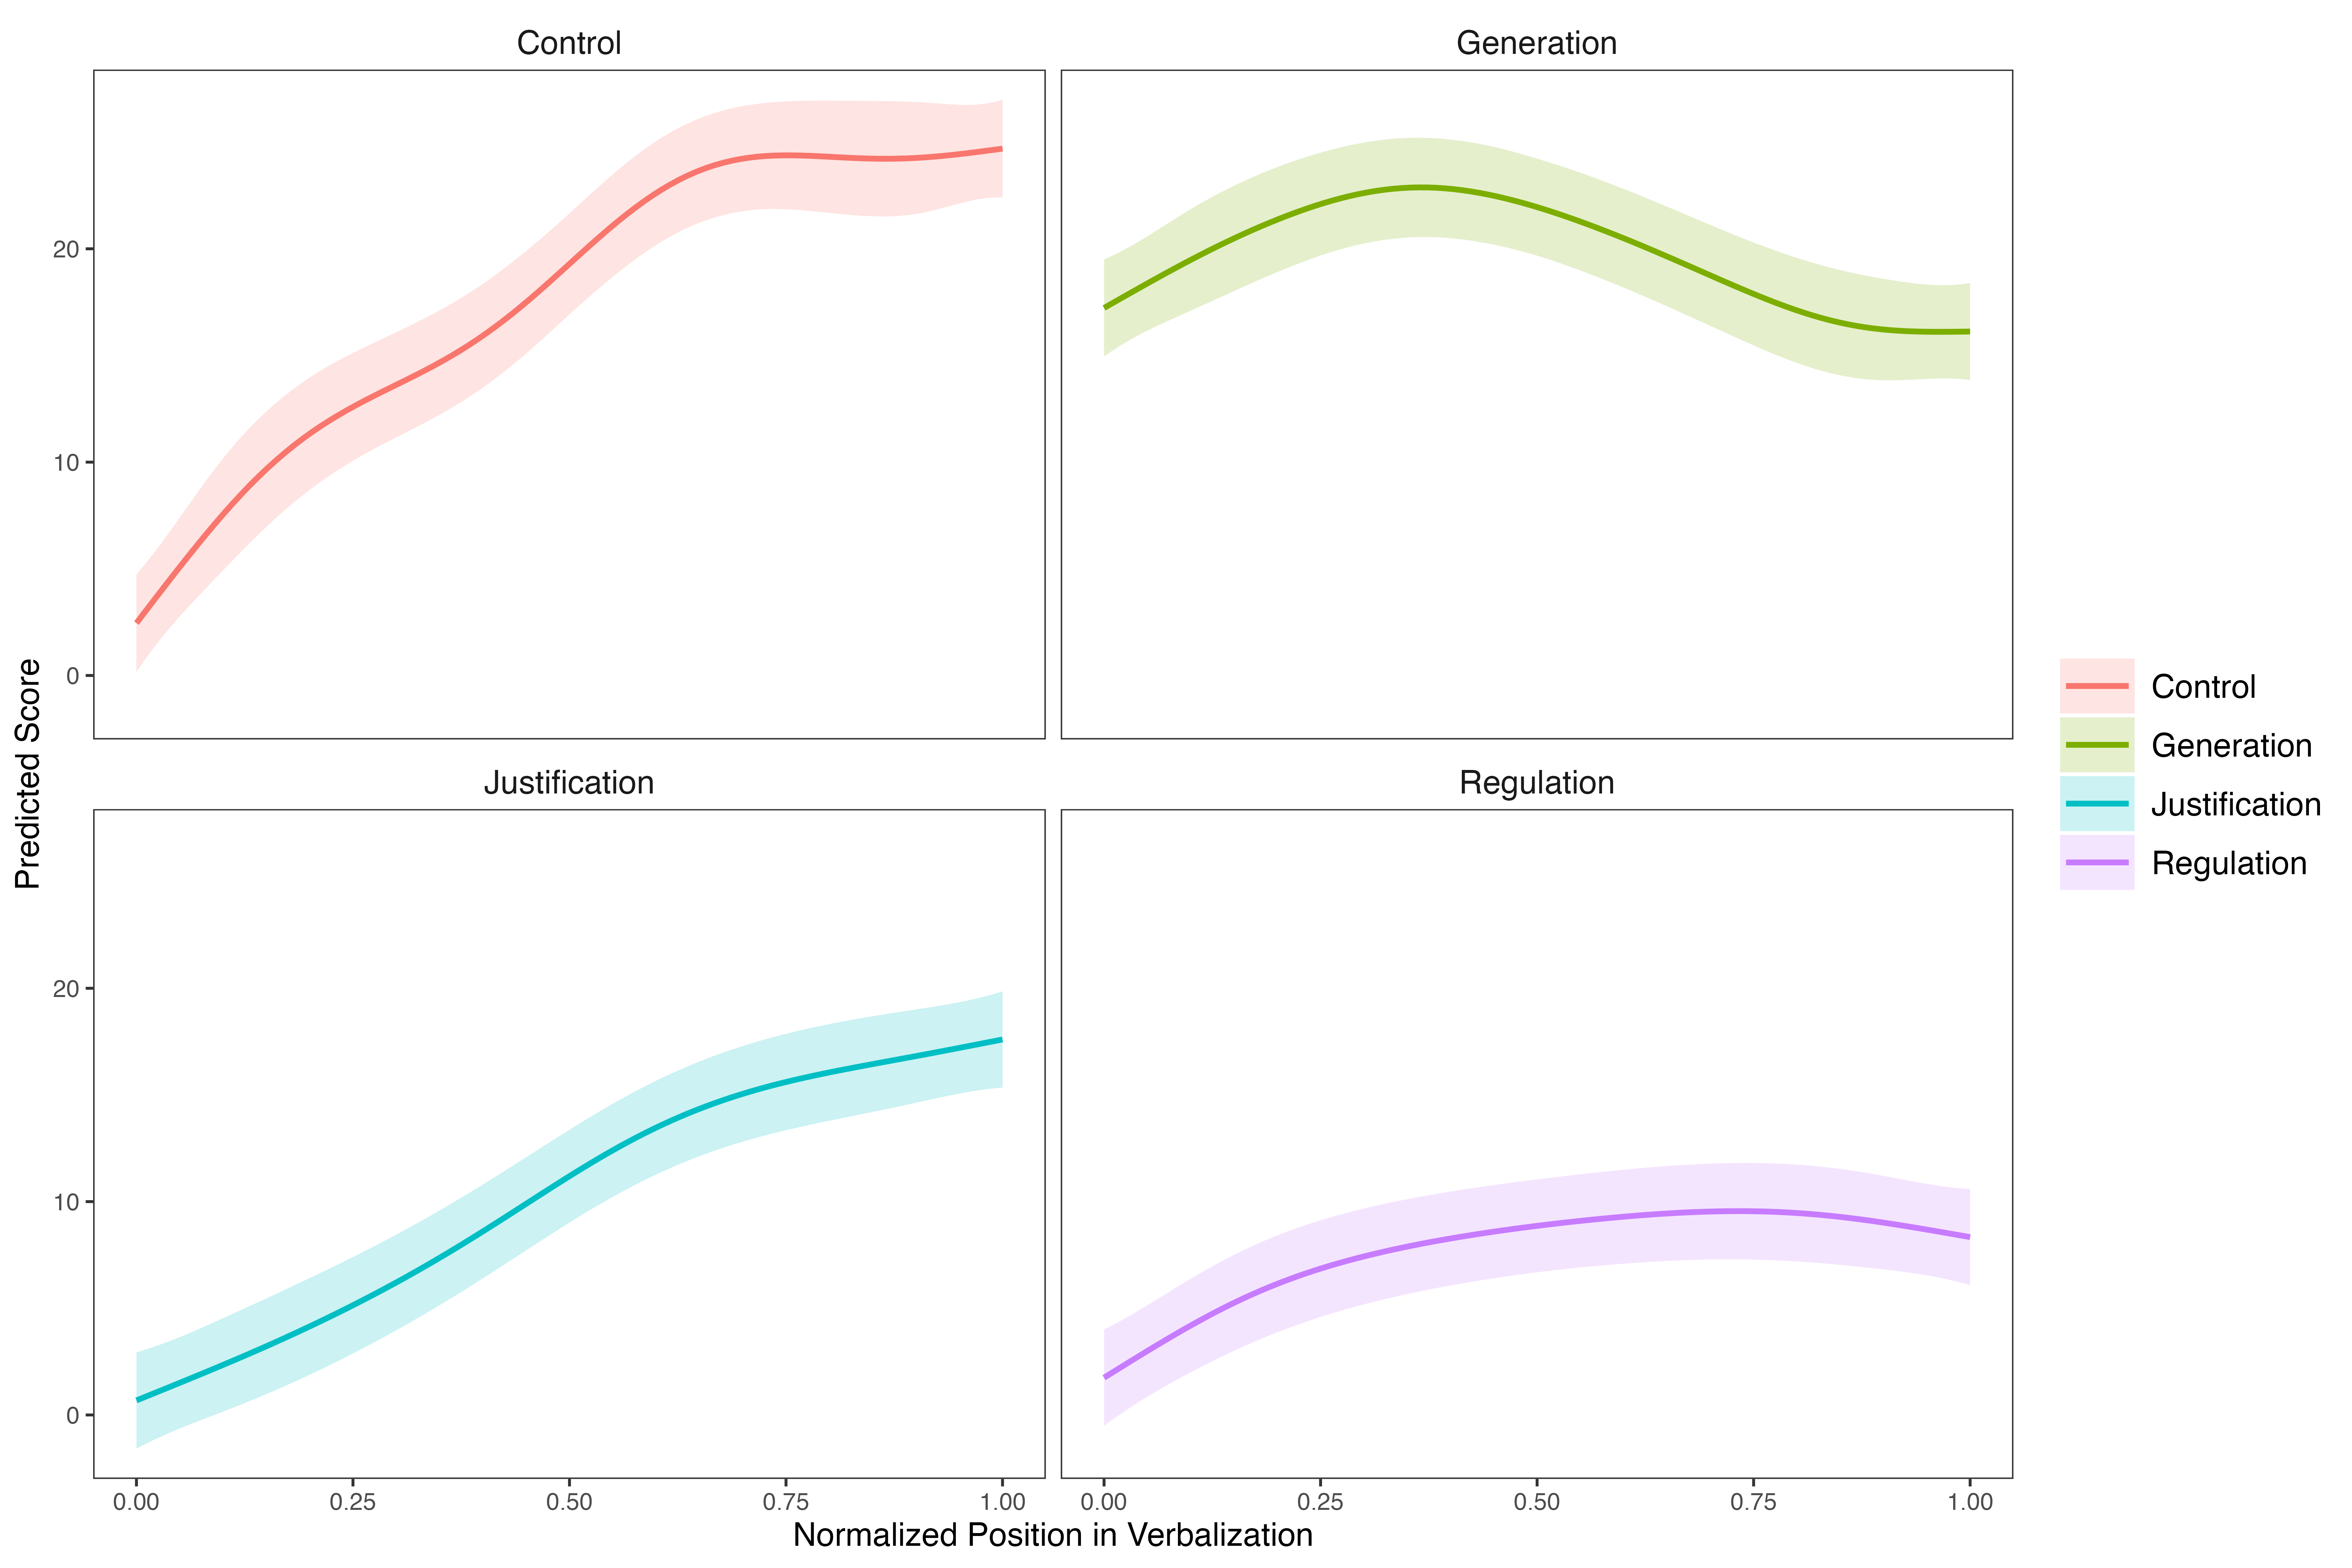 Control
Generation
20
10
0
Predicted Score
Control
Generation
Justification
Regulation
Justification
Regulation
20
10
0
0.00 0.25 0.50 0.75 1.00 0.00 0.25 0.50 0.75 1.00
Normalized Position in Verbalization